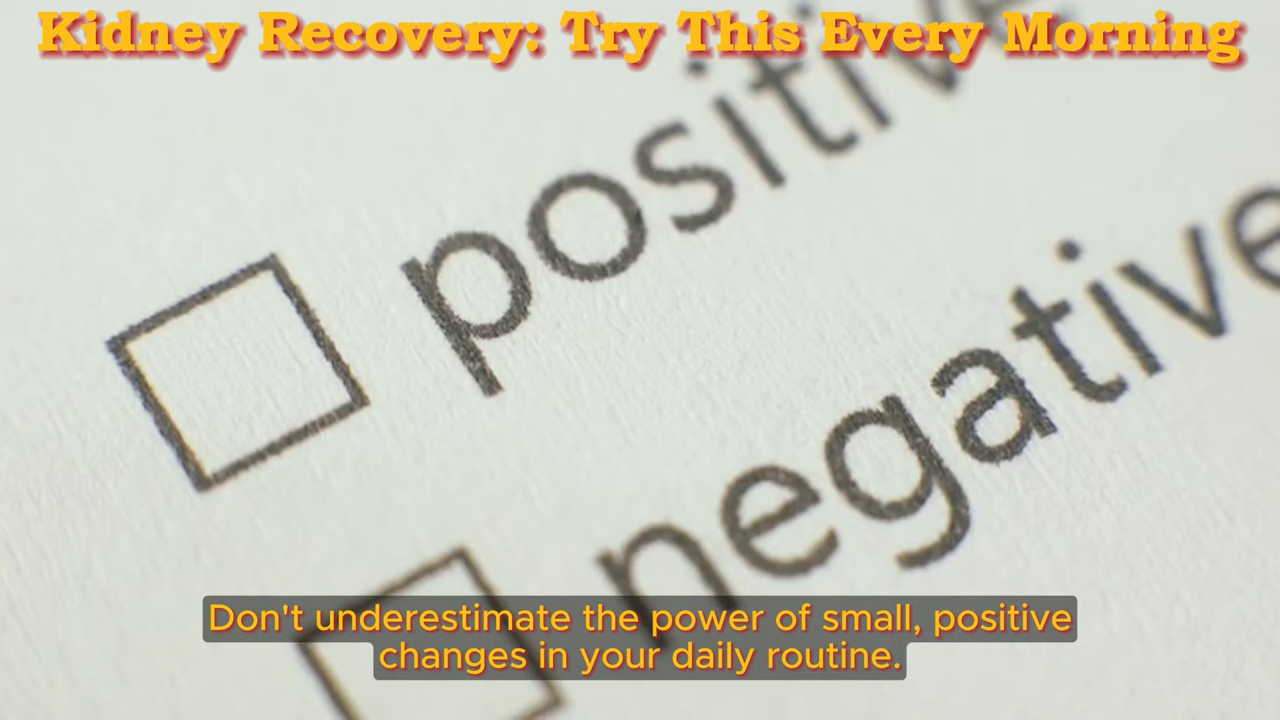 Kidney Recovery: Try This Every Morning
positive
negative
Don't underestimate the power of small, positive
changes in your daily routine.